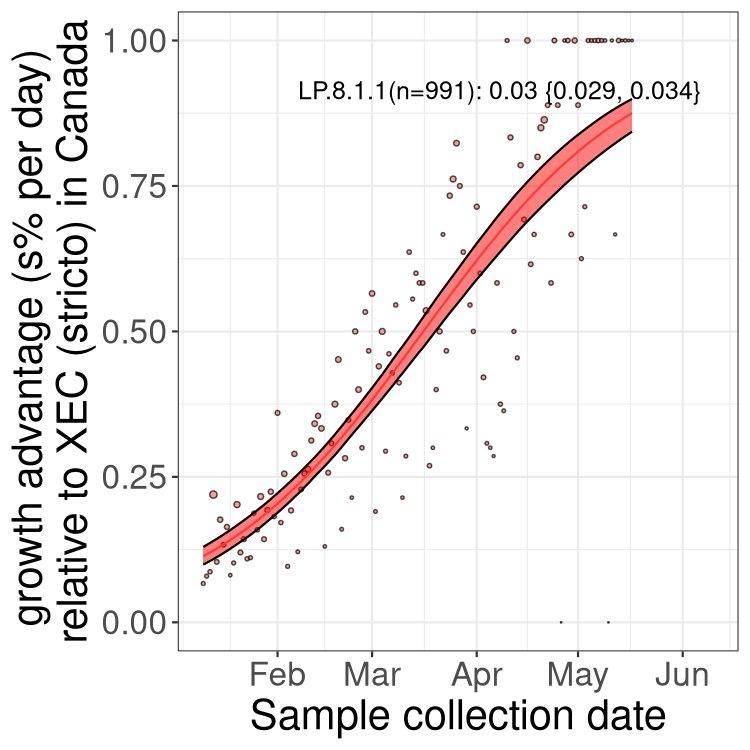 growth advantage (s% per day)
relative to XEC (stricto) in Canada
1.00
0.75
0.50
0.25
0.00
LP.8.1.1(n=991): 0.03 {0.029, 0.034}
Feb Mar Apr May Jun
Sample collection date